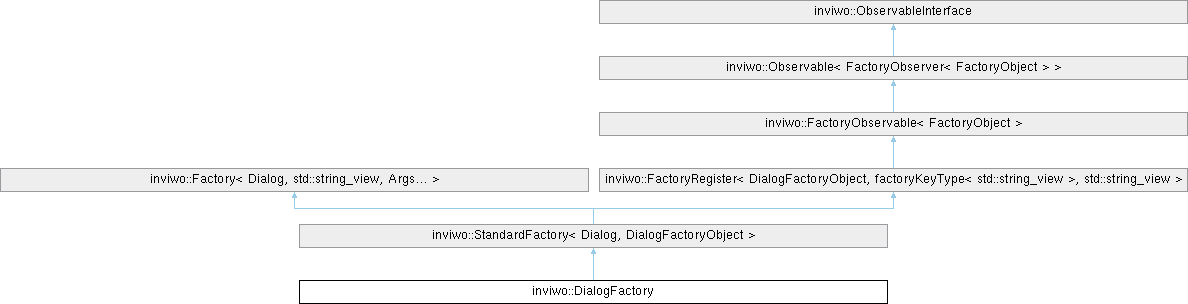 inviwo::ObservableInterface
inviwo::Observable< FactoryObserver< FactoryObject > >
inviwo::FactoryObservable< FactoryObject >
inviwo::Factory< Dialog, std::string_view, Args... >
inviwo::FactoryRegister< DialogFactoryObject, factoryKeyType< std::string_view >, std::string_view >
inviwo::StandardFactory< Dialog, DialogFactoryObject >
inviwo::DialogFactory